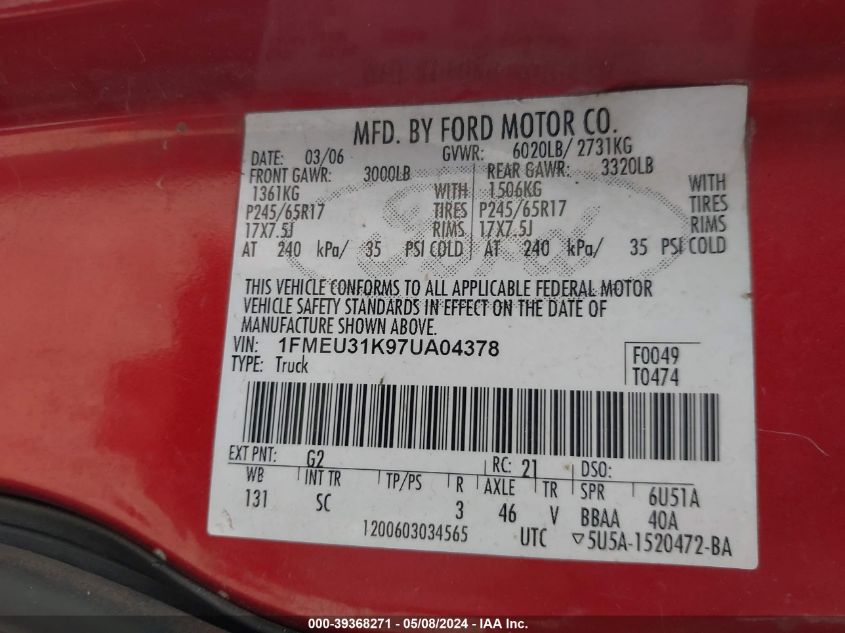 MFD. BY FORD MOTOR CO.
DATE: 03/06 GVWR: 6020LB/ 2731KG
FRONT GAWR: 3000LB REAR GAWR: 3320LB
1361KG WITH 1506KG WITH
P245/65R17 TIRES P245/65R17 TIRES
17X7.5J RIMS 17X7.5J RIMS
AT 240 kPa/ 35 PSI COLD AT 240 kPa/ 35 PSI COLD
Ford
THIS VEHICLE CONFORMS TO ALL APPLICABLE FEDERAL MOTOR
VEHICLE SAFETY STANDARDS IN EFFECT ON THE DATE OF
MANUFACTURE SHOWN ABOVE.
VIN: 1FMEU31K97UA04378 F0049
TYPE: Truck T0474
EXT PNT: G2 RC: 21 DSO:
WB INT TR TP/PS R AXLE TR SPR 6U51A
131 SC 3 46 V BBAA 40A
1200603034565 UTC ▽5U5A-1520472-BA
000-39368271 - 05/08/2024 - IAA Inc.